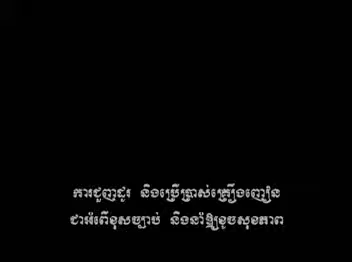 ការជួញដូរ និងប្រើប្រាស់គ្រឿងញៀន
ជាអំពើខុសច្បាប់ និងនាំឱ្យខូចសុខភាព